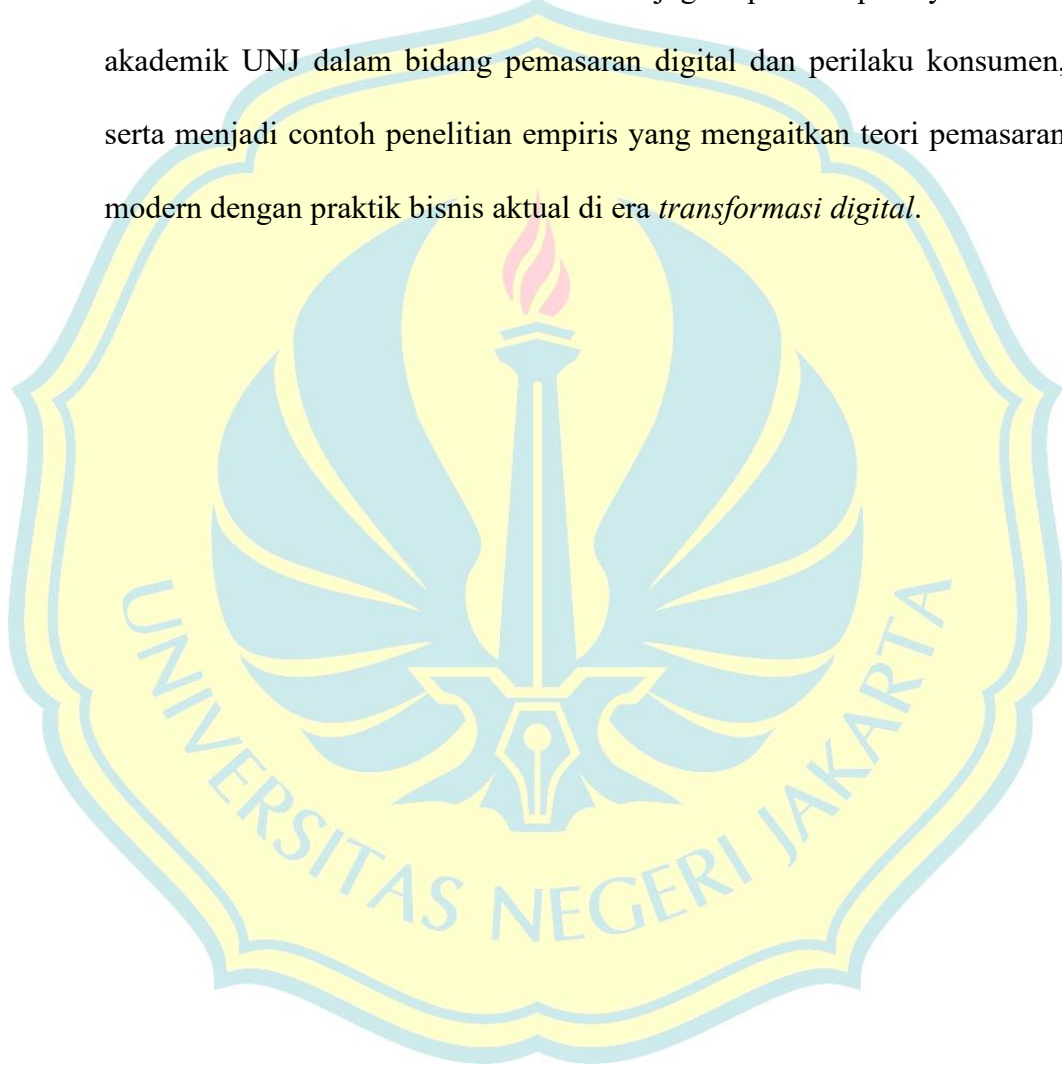 akademik UNJ dalam bidang pemasaran digital dan perilaku konsumen,
serta menjadi contoh penelitian empiris yang mengaitkan teori pemasaran
modern dengan praktik bisnis aktual di era transformasi digital.
UNIVERSITAS NEGERI JAKARTA